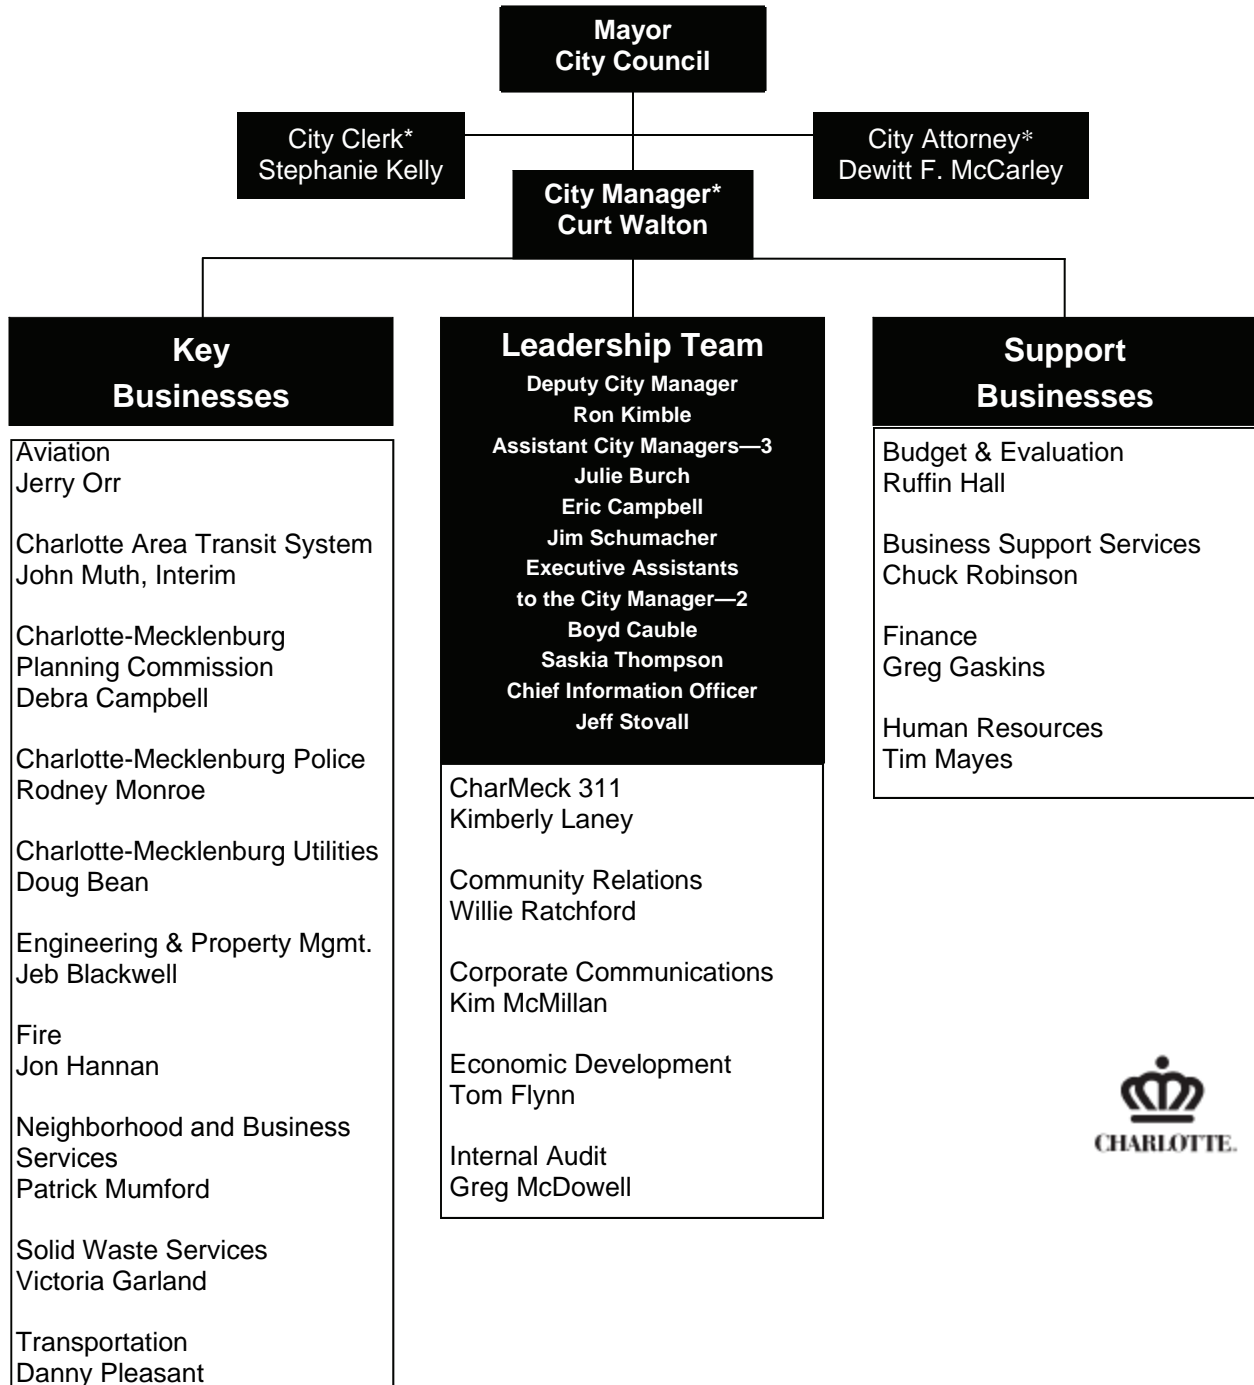 Mayor
City Council
City Clerk*
Stephanie Kelly
City Attorney*
Dewitt F. McCarley
City Manager*
Curt Walton
Key
Businesses
Aviation
Jerry Orr
Charlotte Area Transit System
John Muth, Interim
Charlotte-Mecklenburg
Planning Commission
Debra Campbell
Charlotte-Mecklenburg Police
Rodney Monroe
Charlotte-Mecklenburg Utilities
Doug Bean
Engineering & Property Mgmt.
Jeb Blackwell
Fire
Jon Hannan
Neighborhood and Business
Services
Patrick Mumford
Solid Waste Services
Victoria Garland
Transportation
Danny Pleasant
Leadership Team
Deputy City Manager
Ron Kimble
Assistant City Managers—3
Julie Burch
Eric Campbell
Jim Schumacher
Executive Assistants
to the City Manager—2
Boyd Cauble
Saskia Thompson
Chief Information Officer
Jeff Stovall
CharMeck 311
Kimberly Laney
Community Relations
Willie Ratchford
Corporate Communications
Kim McMillan
Economic Development
Tom Flynn
Internal Audit
Greg McDowell
Support
Businesses
Budget & Evaluation
Ruffin Hall
Business Support Services
Chuck Robinson
Finance
Greg Gaskins
Human Resources
Tim Mayes
CHARLOTTE.